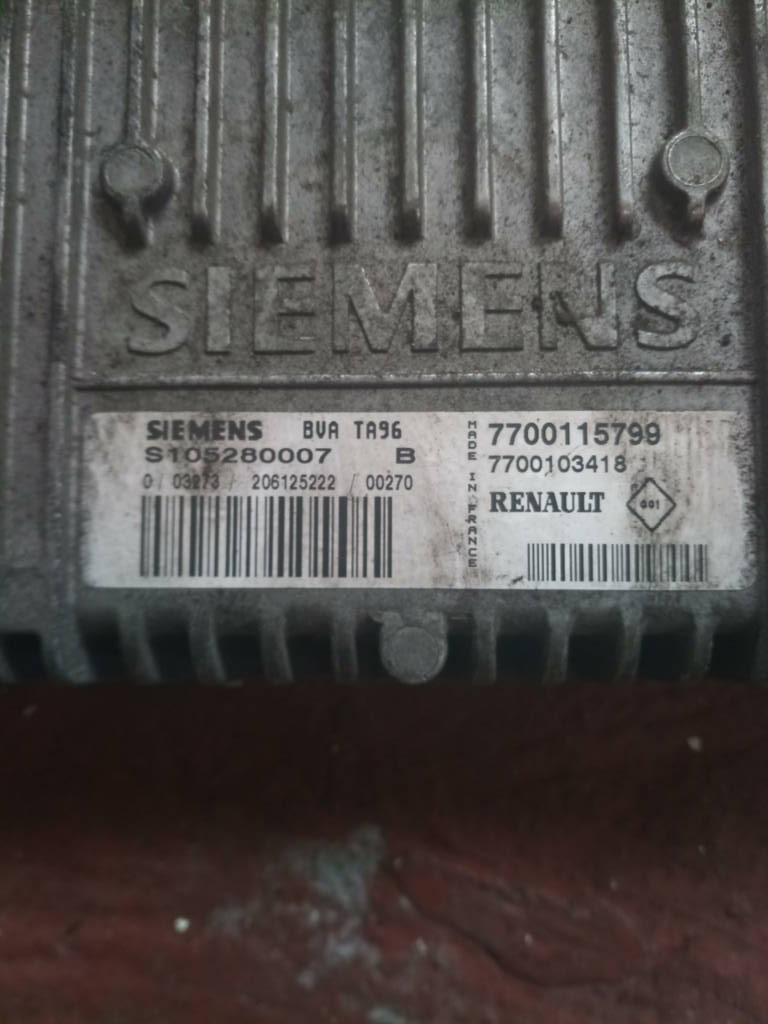 SIEMENS
SIEMENS BVA TA96
S105280007 B
0 / 03273 / 206125222 / 00270
MADE IN FRANCE
7700115799
7700103418
RENAULT
001